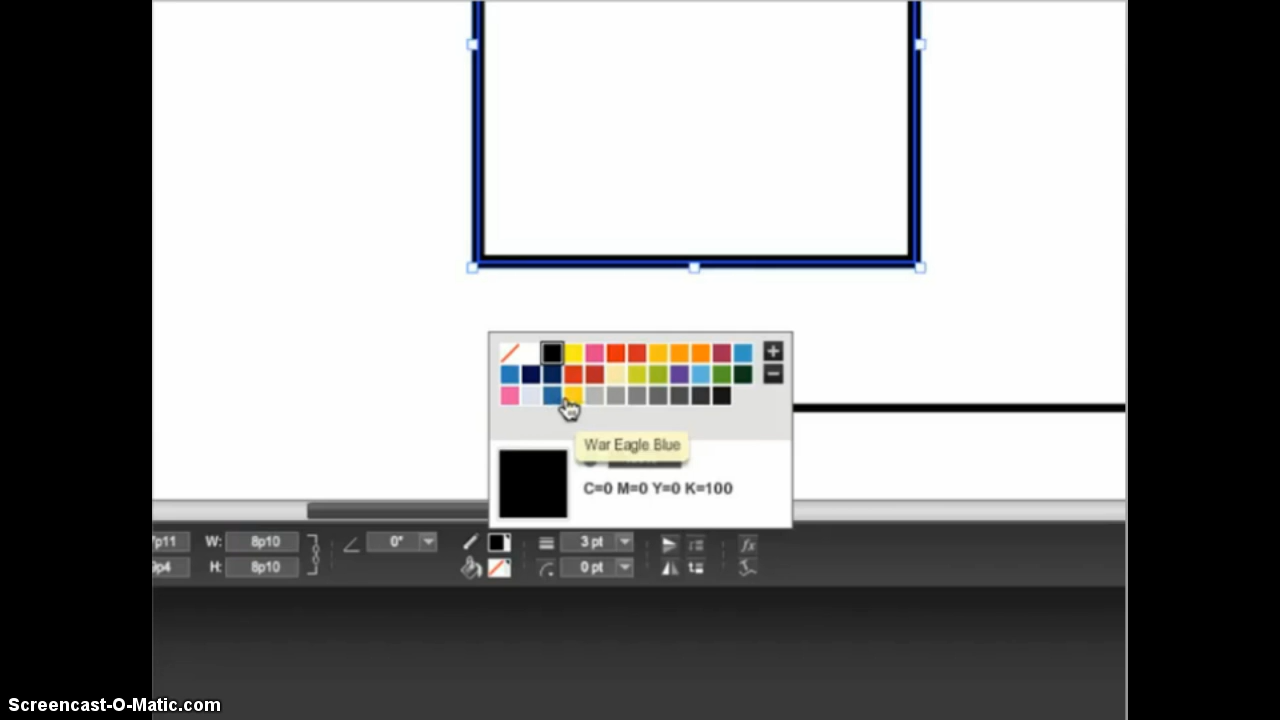 War Eagle Blue
C=0 M=0 Y=0 K=100
W: 8p10 0° 3 pt fx
H: 8p10 0 pt
Screencast-O-Matic.com